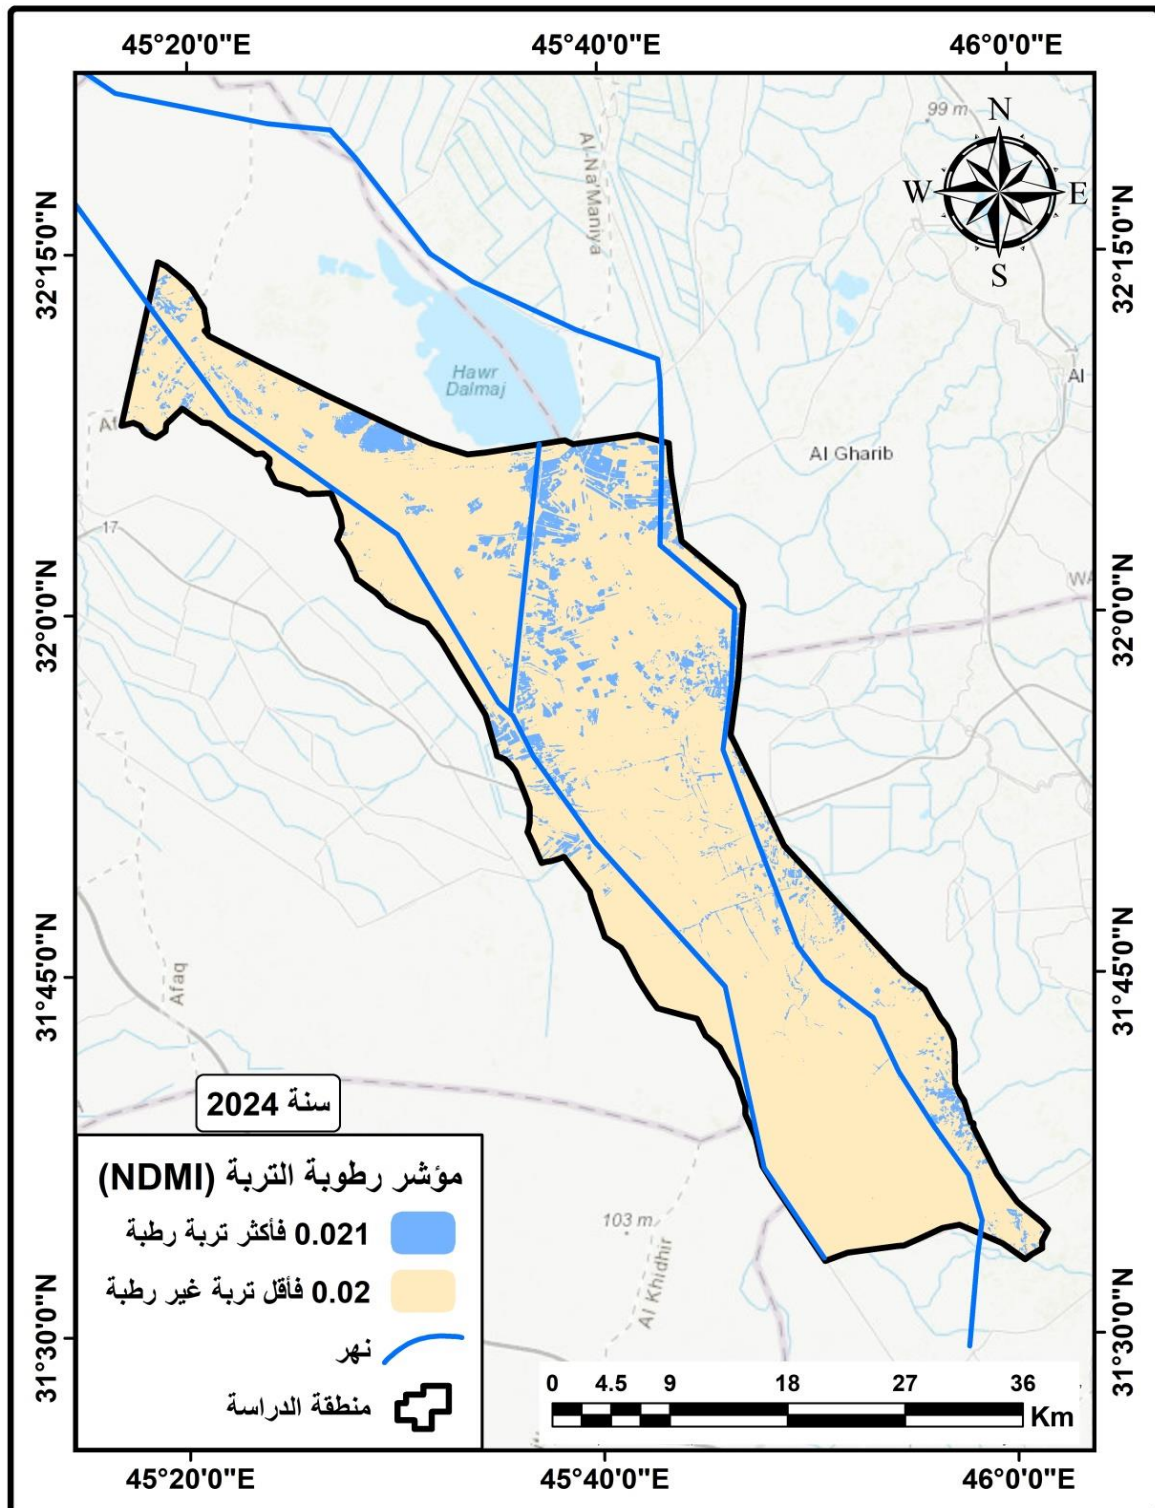 45°20'0"E 45°40'0"E 46°0'0"E
99 m
N
W E
S
Al-Na'Maniya
32°15'0"N 32°15'0"N
Hawr
Dalmaj
Al
Al Gharib
17
32°0'0"N 32°0'0"N
31°45'0"N 31°45'0"N
Afaq
سنة 2024
مؤشر رطوبة التربة (NDMI)
0.021 فأكثر تربة رطبة
0.02 فأقل تربة غير رطبة
نهر
منطقة الدراسة
103 m
Al Khidhir
31°30'0"N 31°30'0"N
0 4.5 9 18 27 36
Km
45°20'0"E 45°40'0"E 46°0'0"E